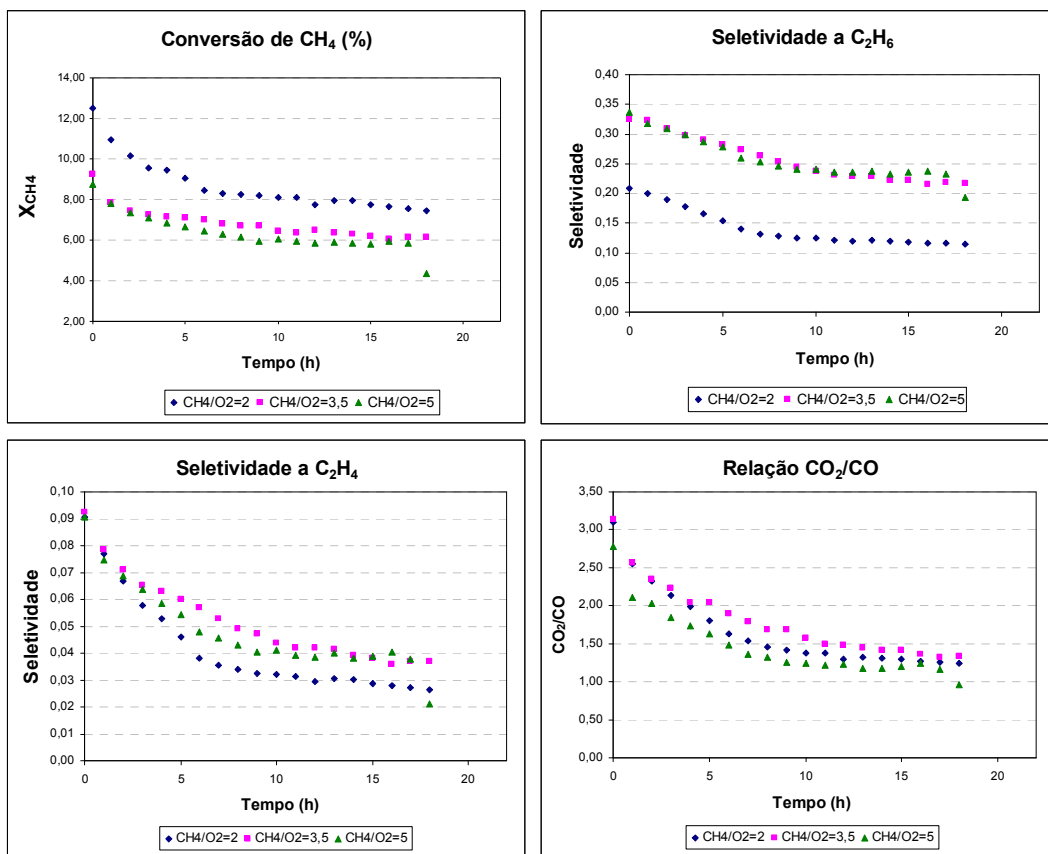 Conversão de CH4 (%)
XCH4
14,00
12,00
10,00
8,00
6,00
4,00
2,00
0 5 10 15 20
Tempo (h)
CH4/O2=2 CH4/O2=3,5 CH4/O2=5
Seletividade a C2H6
Seletividade
0,40
0,35
0,30
0,25
0,20
0,15
0,10
0,05
0,00
0 5 10 15 20
Tempo (h)
CH4/O2=2 CH4/O2=3,5 CH4/O2=5
Seletividade a C2H4
Seletividade
0,10
0,09
0,08
0,07
0,06
0,05
0,04
0,03
0,02
0,01
0,00
0 5 10 15 20
Tempo (h)
CH4/O2=2 CH4/O2=3,5 CH4/O2=5
Relação CO2/CO
CO2/CO
3,50
3,00
2,50
2,00
1,50
1,00
0,50
0,00
0 5 10 15 20
Tempo (h)
CH4/O2=2 CH4/O2=3,5 CH4/O2=5